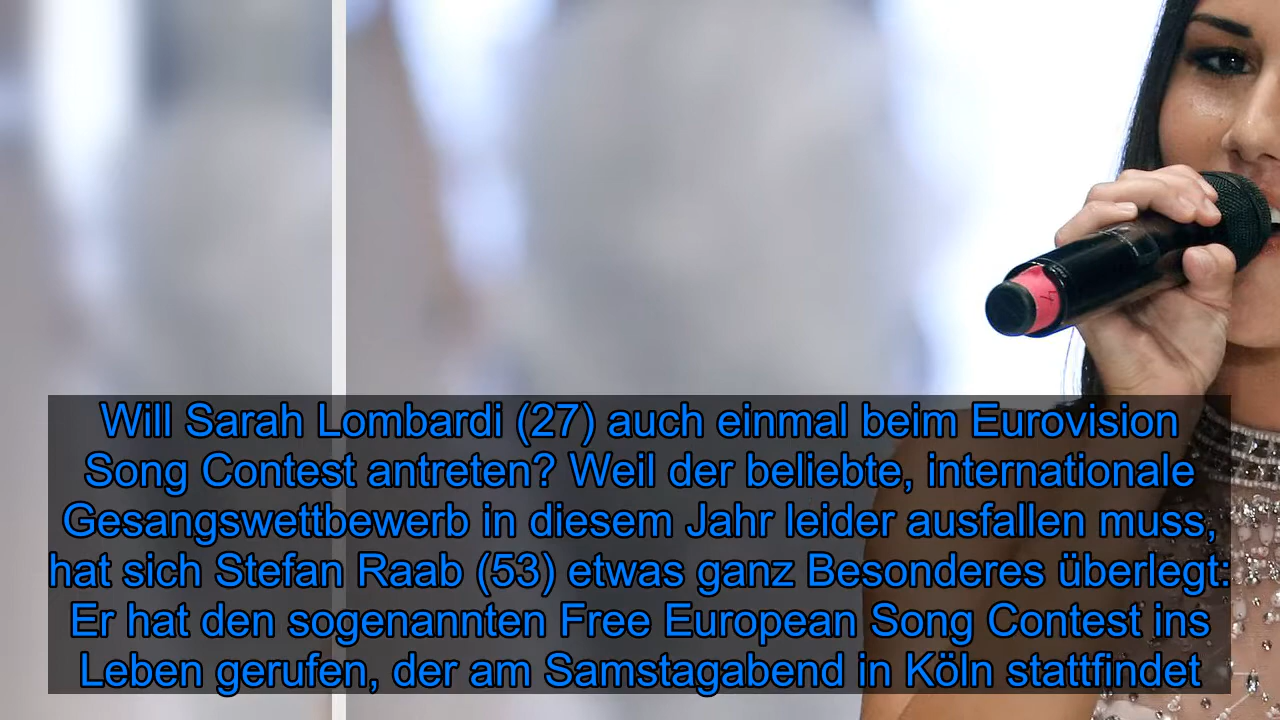 Will Sarah Lombardi (27) auch einmal beim Eurovision
Song Contest antreten? Weil der beliebte, internationale
Gesangswettbewerb in diesem Jahr leider ausfallen muss,
hat sich Stefan Raab (53) etwas ganz Besonderes überlegt:
Er hat den sogenannten Free European Song Contest ins
Leben gerufen, der am Samstagabend in Köln stattfindet